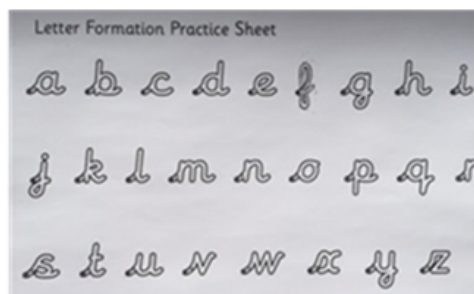 Letter Formation Practice Sheet
a b c d e f g h i
j k l m n o p q r
s t u v w x y z